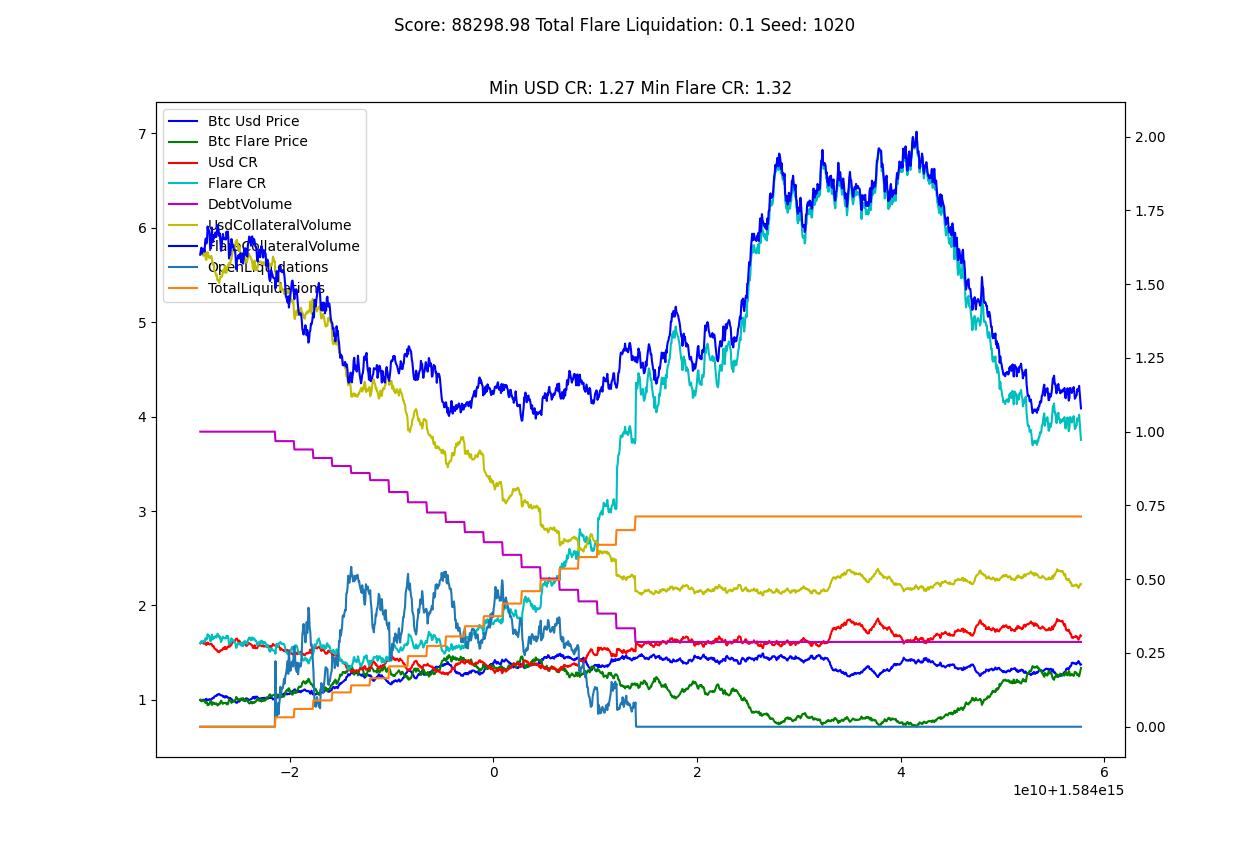 Score: 88298.98 Total Flare Liquidation: 0.1 Seed: 1020
Min USD CR: 1.27 Min Flare CR: 1.32
Btc Usd Price
Btc Flare Price
Usd CR
Flare CR
DebtVolume
UsdCollateralVolume
FlareCollateralVolume
OpenLiquidations
TotalLiquidations
7
6
5
4
3
2
1
2.00
1.75
1.50
1.25
1.00
0.75
0.50
0.25
0.00
−2
0
2
4
6
1e10+1.584e15